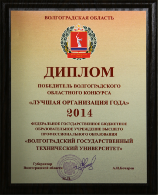 ВОЛГОГРАДСКАЯ ОБЛАСТЬ
ДИПЛОМ
ПОБЕДИТЕЛЬ ВОЛГОГРАДСКОГО
ОБЛАСТНОГО КОНКУРСА
«ЛУЧШАЯ ОРГАНИЗАЦИЯ ГОДА»
2014
ФЕДЕРАЛЬНОЕ ГОСУДАРСТВЕННОЕ БЮДЖЕТНОЕ
ОБРАЗОВАТЕЛЬНОЕ УЧРЕЖДЕНИЕ ВЫСШЕГО
ПРОФЕССИОНАЛЬНОГО ОБРАЗОВАНИЯ
«ВОЛГОГРАДСКИЙ ГОСУДАРСТВЕННЫЙ
ТЕХНИЧЕСКИЙ УНИВЕРСИТЕТ»
Губернатор
Волгоградской области
А.И.Бочаров